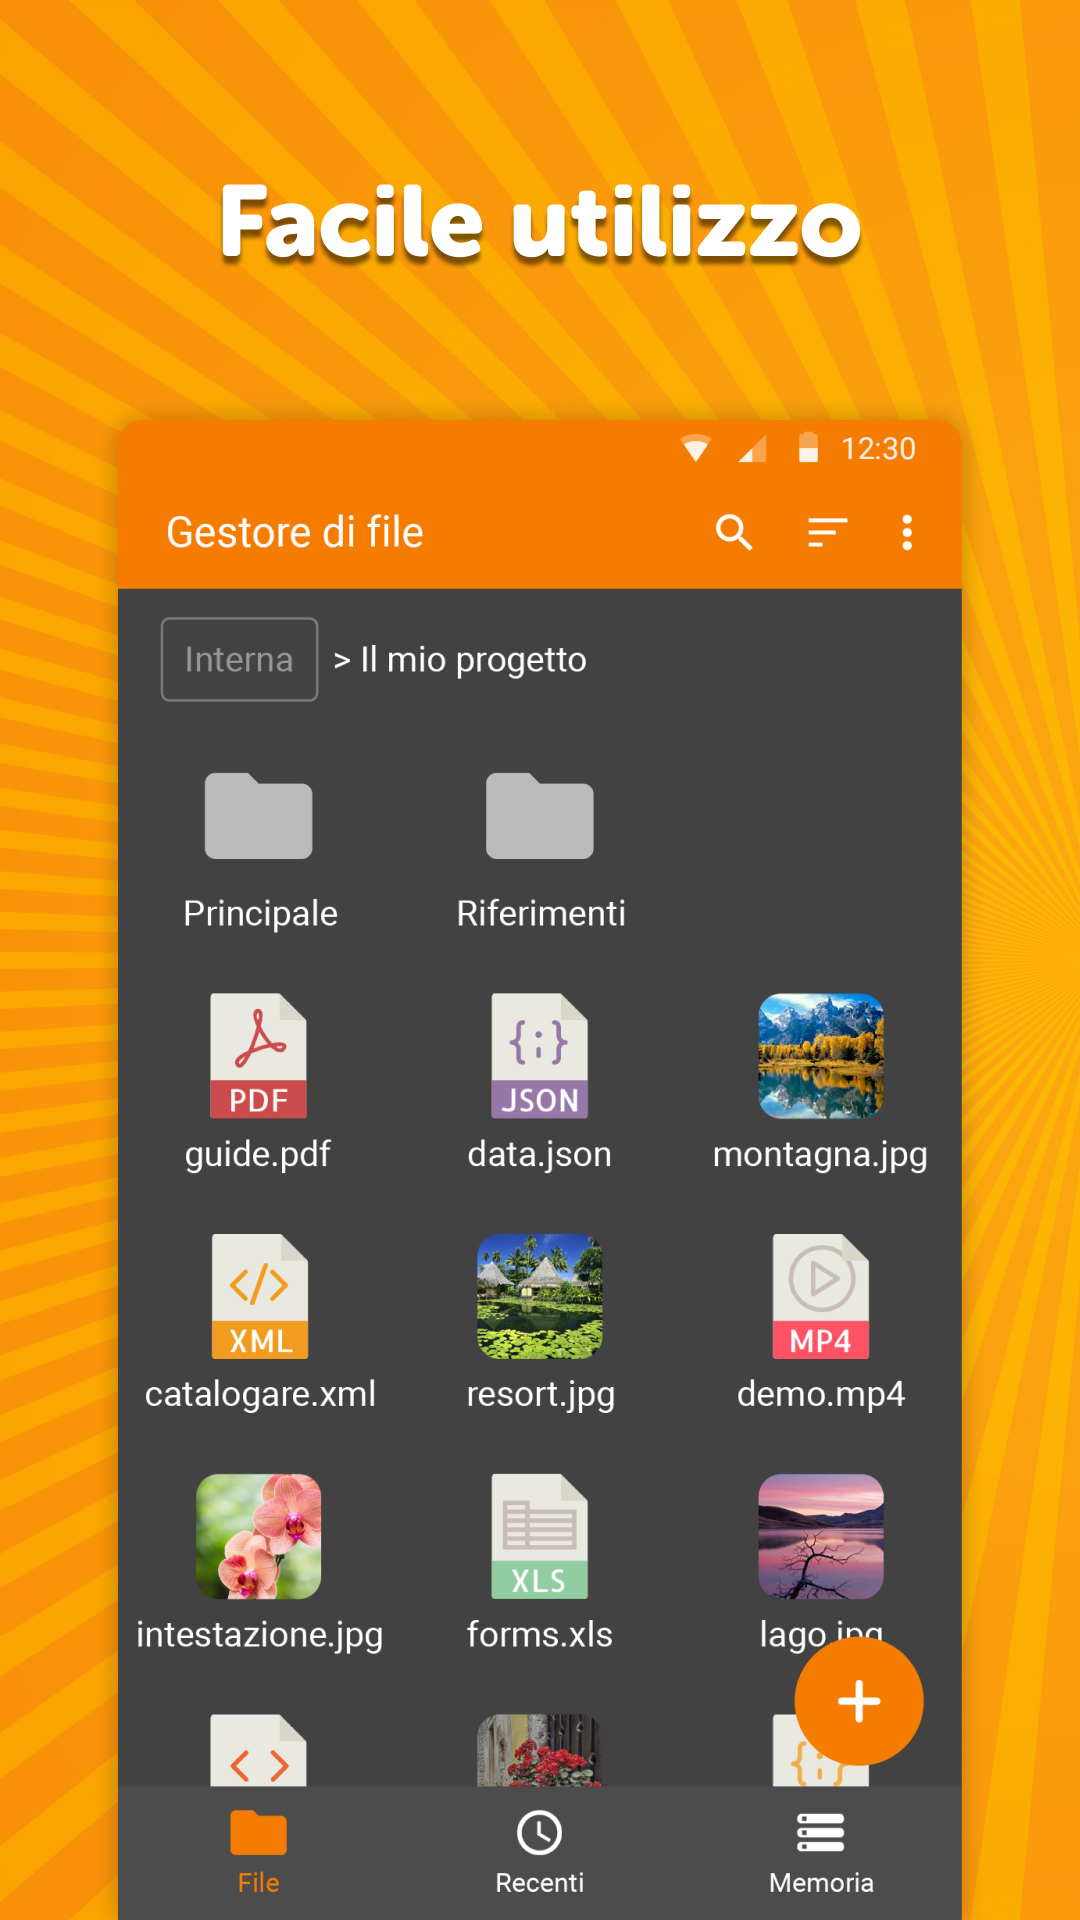 Facile utilizzo
12:30
Gestore di file
Interna > Il mio progetto
Principale Riferimenti
PDF JSON
guide.pdf data.json montagna.jpg
XML MP4
catalogare.xml resort.jpg demo.mp4
XLS
intestazione.jpg forms.xls lago.jpg
File Recenti Memoria